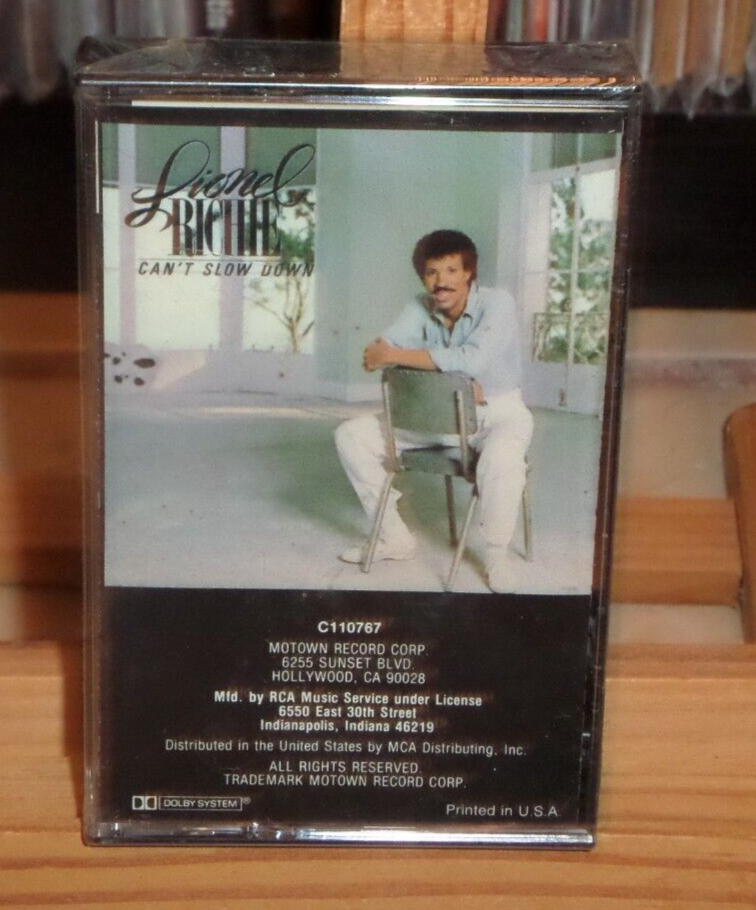 Lionel
RICHIE
CAN'T SLOW DOWN
C110767
MOTOWN RECORD CORP.
6255 SUNSET BLVD.
HOLLYWOOD, CA 90028
Mfd. by RCA Music Service under License
6550 East 30th Street
Indianapolis, Indiana 46219
Distributed in the United States by MCA Distributing, Inc.
ALL RIGHTS RESERVED.
TRADEMARK MOTOWN RECORD CORP.
DOLBY SYSTEM®
Printed in U.S.A.